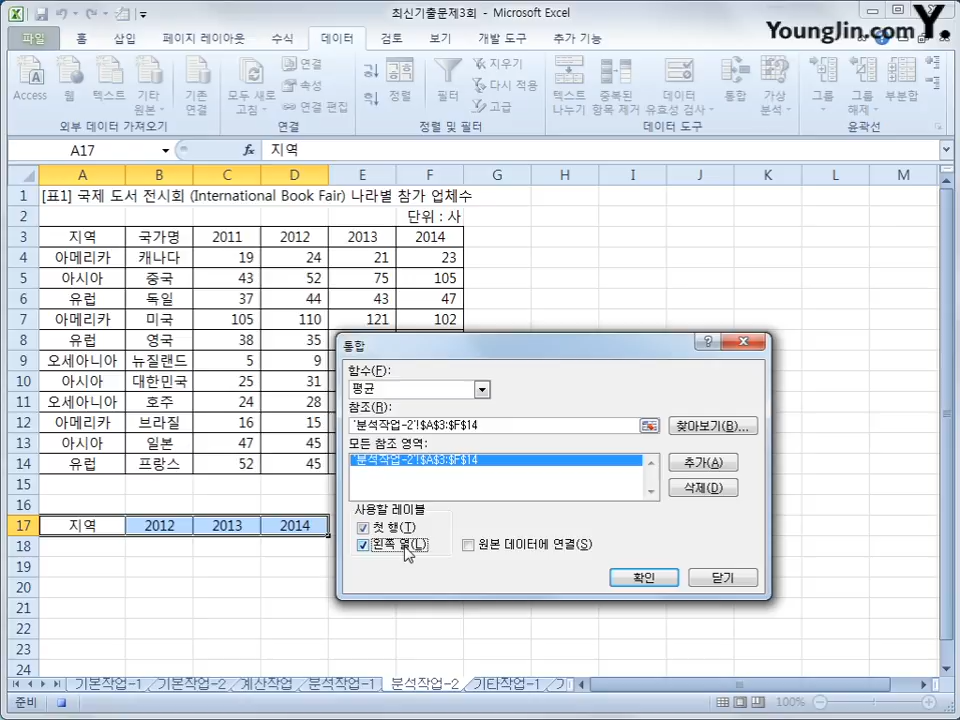 최신기출문제3회 - Microsoft Excel
Younglin.com Y.
파일 홈 삽입 페이지 레이아웃 수식 데이터 검토 보기 개발 도구 추가 기능
Access 웹 텍스트 기타 원본 기존 연결
외부 데이터 가져오기
모두 새로 고침 연결 속성 연결 편집
연결
정렬 필터 지우기 다시 적용 고급
정렬 및 필터
텍스트 나누기 중복된 항목 제거 데이터 유효성 검사 통합 가상 분석
데이터 도구
그룹 그룹 해제 부분합
윤곽선
A17 fx 지역
A B C D E F G H I J K L M
1 [표1] 국제 도서 전시회 (International Book Fair) 나라별 참가 업체수
2 단위 : 사
3 지역 국가명 2011 2012 2013 2014
4 아메리카 캐나다 19 24 21 23
5 아시아 중국 43 52 75 105
6 유럽 독일 37 44 43 47
7 아메리카 미국 105 110 121 102
8 유럽 영국 38 35
9 오세아니아 뉴질랜드 5 9
10 아시아 대한민국 25 31
11 오세아니아 호주 24 28
12 아메리카 브라질 16 15
13 아시아 일본 47 45
14 유럽 프랑스 52 45
15
16
17 지역 2012 2013 2014
18
19
20
21
22
23
24
통합
함수(F):
평균
참조(R):
'분석작업-2'!$A$3:$F$14 찾아보기(B)...
모든 참조 영역:
'분석작업-2'!$A$3:$F$14 추가(A)
삭제(D)
사용할 레이블
첫 행(T)
왼쪽 열(L) 원본 데이터에 연결(S)
확인 닫기
기본작업-1 기본작업-2 계산작업 분석작업-1 분석작업-2 기타작업-1
준비 100%